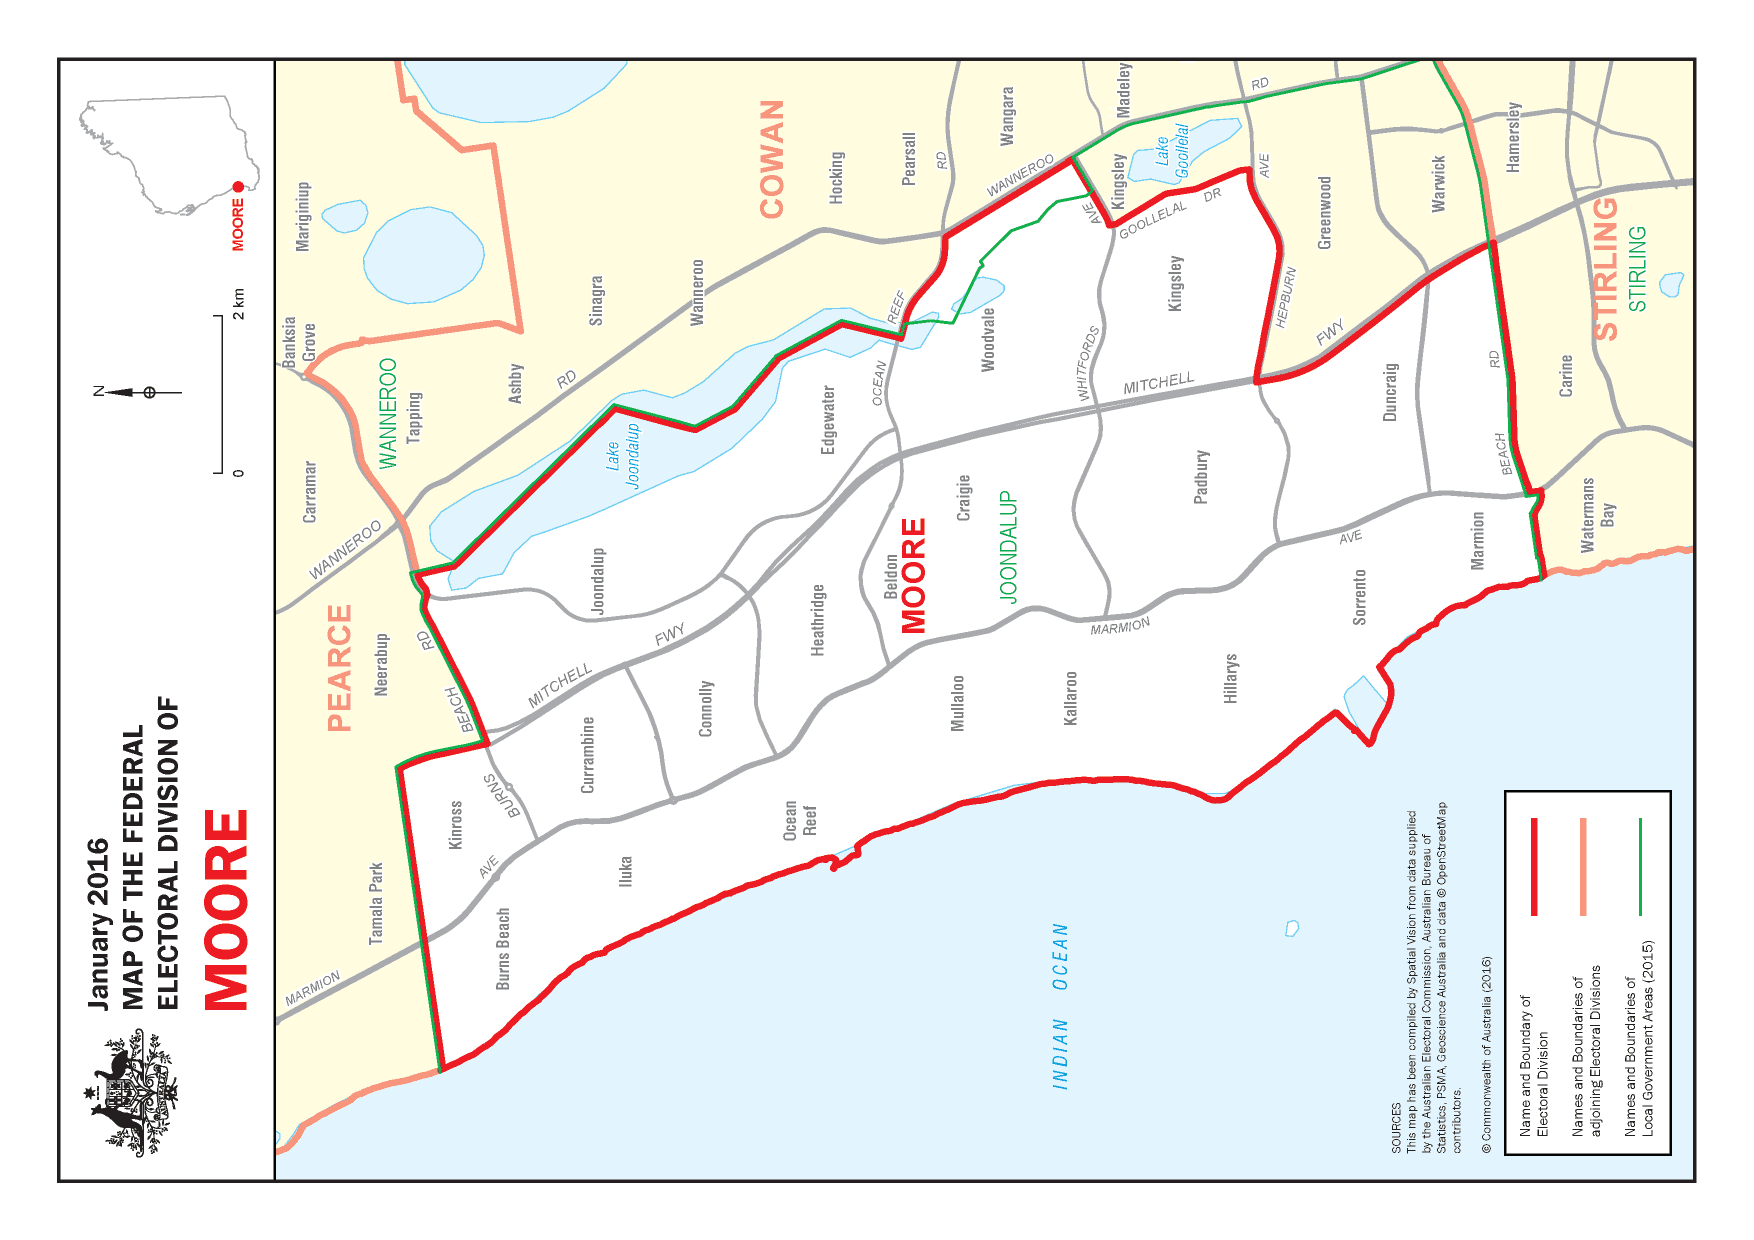 January 2016
MAP OF THE FEDERAL
ELECTORAL DIVISION OF
MOORE
N
0
2 km
MOORE
MARMION
Tamala Park
PEARCE
Neerabup
WANNEROO
Carramar
Banksia
Grove
Mariginiup
WANNEROO
Tapping
Ashby
RD
Sinagra
Wanneroo
COWAN
Hocking
Pearsall
RD
Wangara
WANNEROO
Madeley
Kingsley
AVE
Lake
Goollelal
GOOLLELAL
DR
RD
AVE
Greenwood
Warwick
Hamersley
STIRLING
STIRLING
Carine
Watermans
Bay
BEACH
RD
Burns Beach
AVE
Kinross
BURNS
BEACH
RD
Iluka
Currambine
MITCHELL
FWY
Connolly
Joondalup
Lake
Joondalup
Ocean
Reef
Heathridge
Edgewater
OCEAN
REEF
Beldon
MOORE
Craigie
JOONDALUP
Woodvale
Mullaloo
Kallaroo
MARMION
AVE
WHITFORDS
MITCHELL
FWY
Kingsley
HEPBURN
Padbury
Hillarys
Duncraig
Sorrento
Marmion
INDIAN OCEAN
SOURCES
This map has been compiled by Spatial Vision from data supplied
by the Australian Electoral Commission, Australian Bureau of
Statistics, PSMA, Geoscience Australia and data © OpenStreetMap
contributors.
© Commonwealth of Australia (2016)
Name and Boundary of
Electoral Division
Names and Boundaries of
adjoining Electoral Divisions
Names and Boundaries of
Local Government Areas (2015)